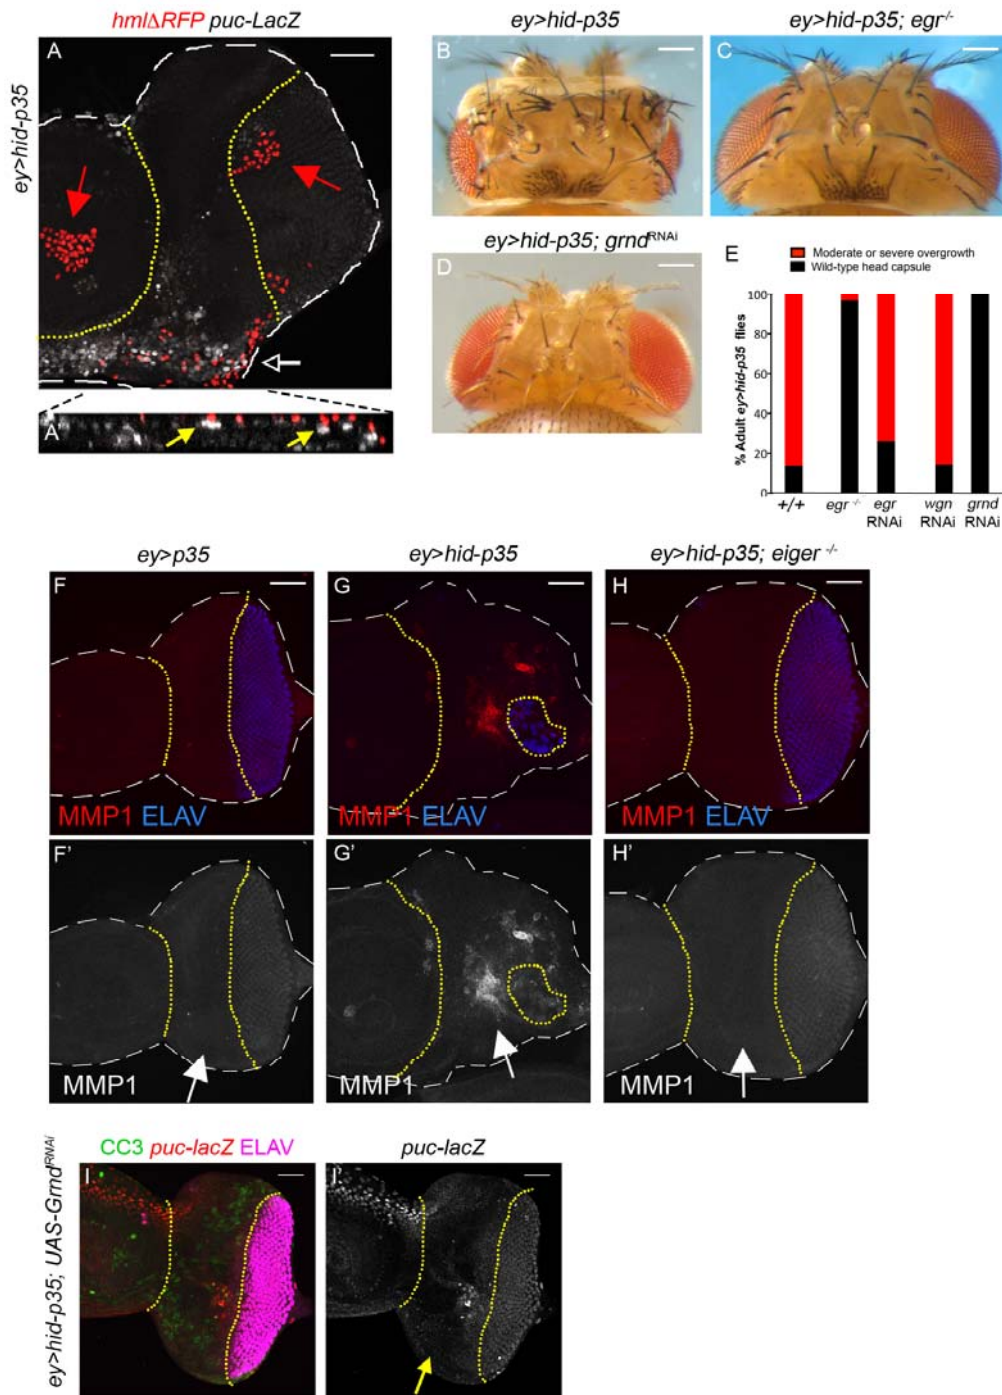 hmlΔRFP puc-LacZ
ey>hid-p35
A
A'
ey>hid-p35
B
ey>hid-p35; egr-/-
C
ey>hid-p35; grndRNAi
D
E
Moderate or severe overgrowth
Wild-type head capsule
% Adult ey>hid-p35 flies
100
80
60
40
20
0
+/+
egr -/-
egr
RNAi
wgn
RNAi
grnd
RNAi
ey>p35
ey>hid-p35
ey>hid-p35; eiger -/-
F
MMP1 ELAV
G
MMP1 ELAV
H
MMP1 ELAV
F'
MMP1
G'
MMP1
H'
MMP1
ey>hid-p35; UAS-GrndRNAi
CC3 puc-lacZ ELAV
I
puc-lacZ
I'